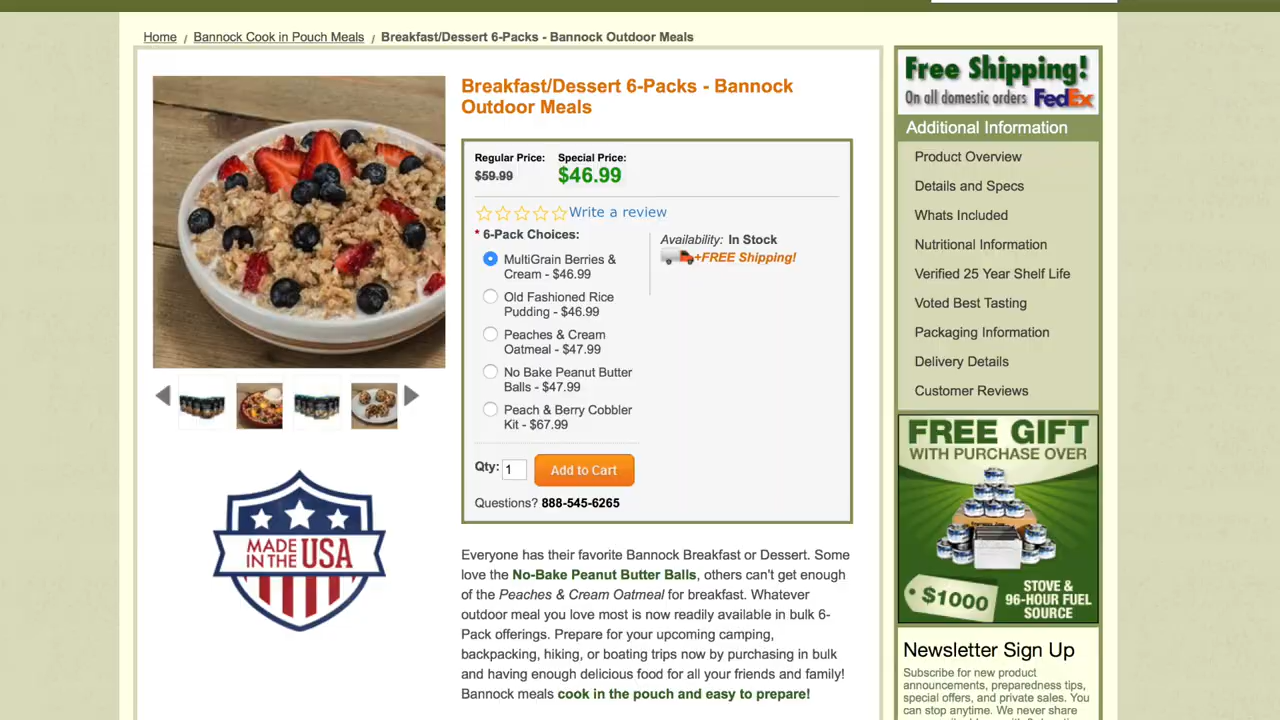 Home / Bannock Cook in Pouch Meals / Breakfast/Dessert 6-Packs - Bannock Outdoor Meals
Breakfast/Dessert 6-Packs - Bannock
Outdoor Meals
Regular Price: Special Price:
$59.99 $46.99
Write a review
* 6-Pack Choices:
MultiGrain Berries &
Cream - $46.99
Old Fashioned Rice
Pudding - $46.99
Peaches & Cream
Oatmeal - $47.99
No Bake Peanut Butter
Balls - $47.99
Peach & Berry Cobbler
Kit - $67.99
Availability: In Stock
+FREE Shipping!
Qty: 1 Add to Cart
Questions? 888-545-6265
MADE
IN THE USA
Everyone has their favorite Bannock Breakfast or Dessert. Some
love the No-Bake Peanut Butter Balls, others can't get enough
of the Peaches & Cream Oatmeal for breakfast. Whatever
outdoor meal you love most is now readily available in bulk 6-
Pack offerings. Prepare for your upcoming camping,
backpacking, hiking, or boating trips now by purchasing in bulk
and having enough delicious food for all your friends and family!
Bannock meals cook in the pouch and easy to prepare!
Free Shipping!
On all domestic orders FedEx
Additional Information
Product Overview
Details and Specs
Whats Included
Nutritional Information
Verified 25 Year Shelf Life
Voted Best Tasting
Packaging Information
Delivery Details
Customer Reviews
FREE GIFT
WITH PURCHASE OVER
$1000
STOVE &
96-HOUR FUEL
SOURCE
Newsletter Sign Up
Subscribe for new product
announcements, preparedness tips,
special offers, and private sales. You
can stop anytime. We never share